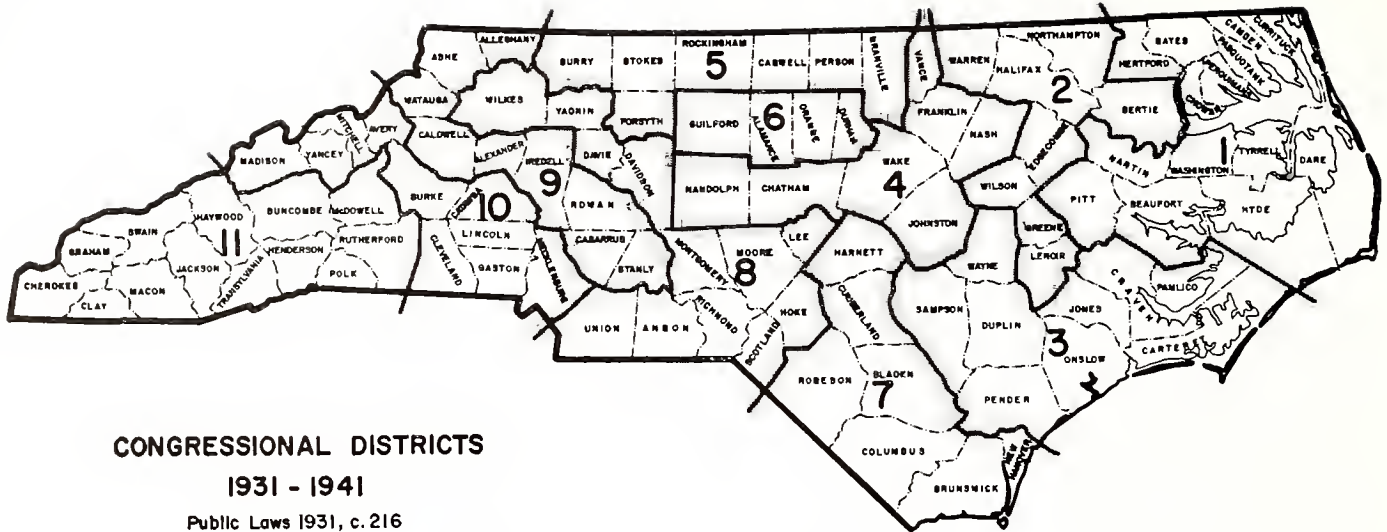 ALLEGHANY
ASHE
SURRY
STOKES
ROCKINGHAM
5
CASWELL
PERSON
GRANVILLE
VANCE
WARREN
NORTHAMPTON
HALIFAX
2
GATES
HERTFORD
CAMDEN
CURRITUCK
PASQUOTANK
PERQUIMANS
CHOWAN
BERTIE
WATAUGA
WILKES
YADKIN
FORSYTH
GUILFORD
6
ALAMANCE
ORANGE
DURHAM
FRANKLIN
NASH
EDGECOMBE
MARTIN
WASHINGTON
1
TYRRELL
DARE
MADISON
YANCEY
MITCHELL
AVERY
CALDWELL
ALEXANDER
IREDELL
9
DAVIE
DAVIDSON
RANDOLPH
CHATHAM
WAKE
4
WILSON
PITT
BEAUFORT
HYDE
HAYWOOD
BUNCOMBE
McDOWELL
BURKE
CATAWBA
10
ROWAN
JOHNSTON
GREENE
LENOIR
GRAHAM
SWAIN
11
JACKSON
TRANSYLVANIA
HENDERSON
RUTHERFORD
POLK
CLEVELAND
LINCOLN
GASTON
MECKLENBURG
CABARRUS
STANLY
MONTGOMERY
MOORE
8
LEE
HARNETT
WAYNE
CRAVEN
PAMLICO
CHEROKEE
CLAY
MACON
UNION
ANSON
RICHMOND
SCOTLAND
HOKE
CUMBERLAND
SAMPSON
DUPLIN
JONES
3
ONSLOW
CARTERET
ROBESON
BLADEN
7
PENDER
COLUMBUS
BRUNSWICK
NEW HANOVER
CONGRESSIONAL DISTRICTS
1931 - 1941
Public Laws 1931, c. 216